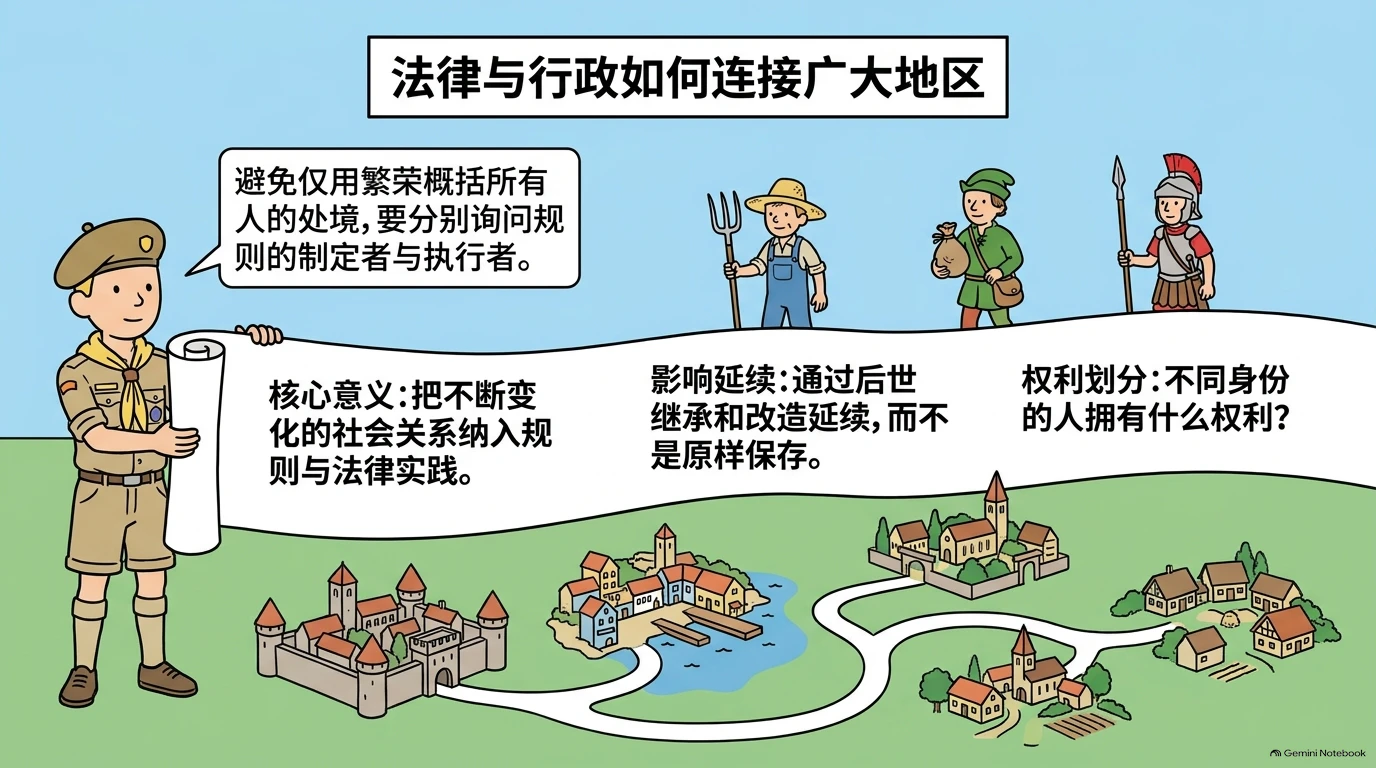 法律与行政如何连接广大地区
避免仅用繁荣概括所有
人的处境，要分别询问规
则的制定者与执行者。
核心意义：把不断变
化的社会关系纳入规
则与法律实践。
影响延续：通过后世
继承和改造延续，而不
是原样保存。
权利划分：不同身份
的人拥有什么权利？
Gemini Notebook